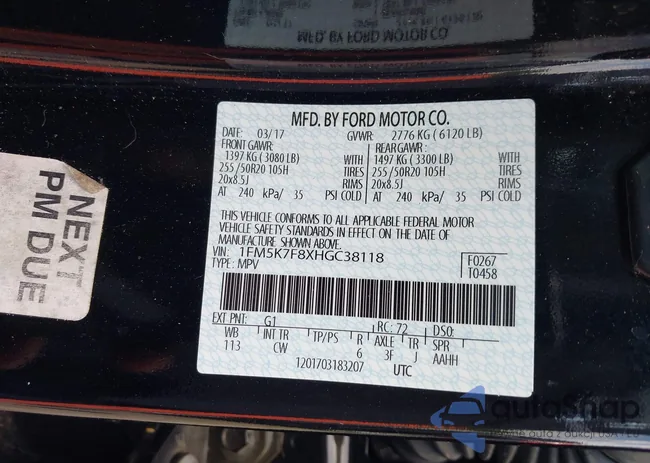 MFD. BY FORD MOTOR CO.
DATE: 03/17 GVWR: 2776 KG ( 6120 LB)
FRONT GAWR: REAR GAWR:
1397 KG ( 3080 LB) WITH 1497 KG ( 3300 LB) WITH
255/50R20 105H TIRES 255/50R20 105H TIRES
20x8.5J RIMS 20x8.5J RIMS
AT 240 kPa/ 35 PSI COLD AT 240 kPa/ 35 PSI COLD
THIS VEHICLE CONFORMS TO ALL APPLICABLE FEDERAL MOTOR
VEHICLE SAFETY STANDARDS IN EFFECT ON THE DATE OF
MANUFACTURE SHOWN ABOVE.
VIN: 1FM5K7F8XHGC38118 F0267
TYPE: MPV T0458
EXT PNT: G1 RC: 72 DSO:
WB INT TR TP/PS R AXLE TR SPR
113 CW 6 3F J AAHH
1201703183207 UTC
NEXT
PM DUE
autoSnap